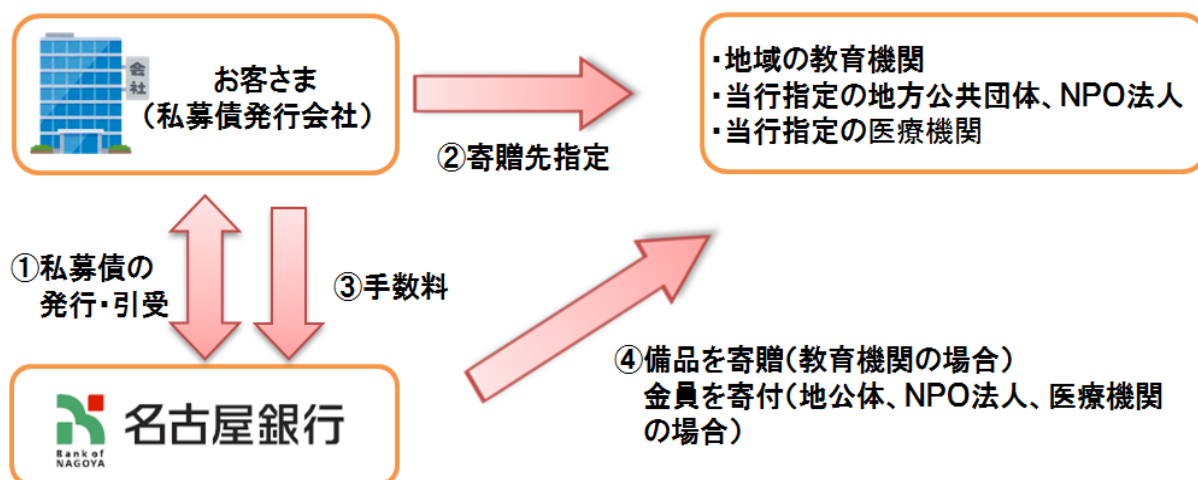 会
社
お客さま
（私募債発行会社）
・地域の教育機関
・当行指定の地方公共団体、NPO法人
・当行指定の医療機関
②寄贈先指定
①私募債の
発行・引受
③手数料
④備品を寄贈（教育機関の場合）
金員を寄付（地公体、NPO法人、医療機関
の場合）
名古屋銀行
Bank of
NAGOYA